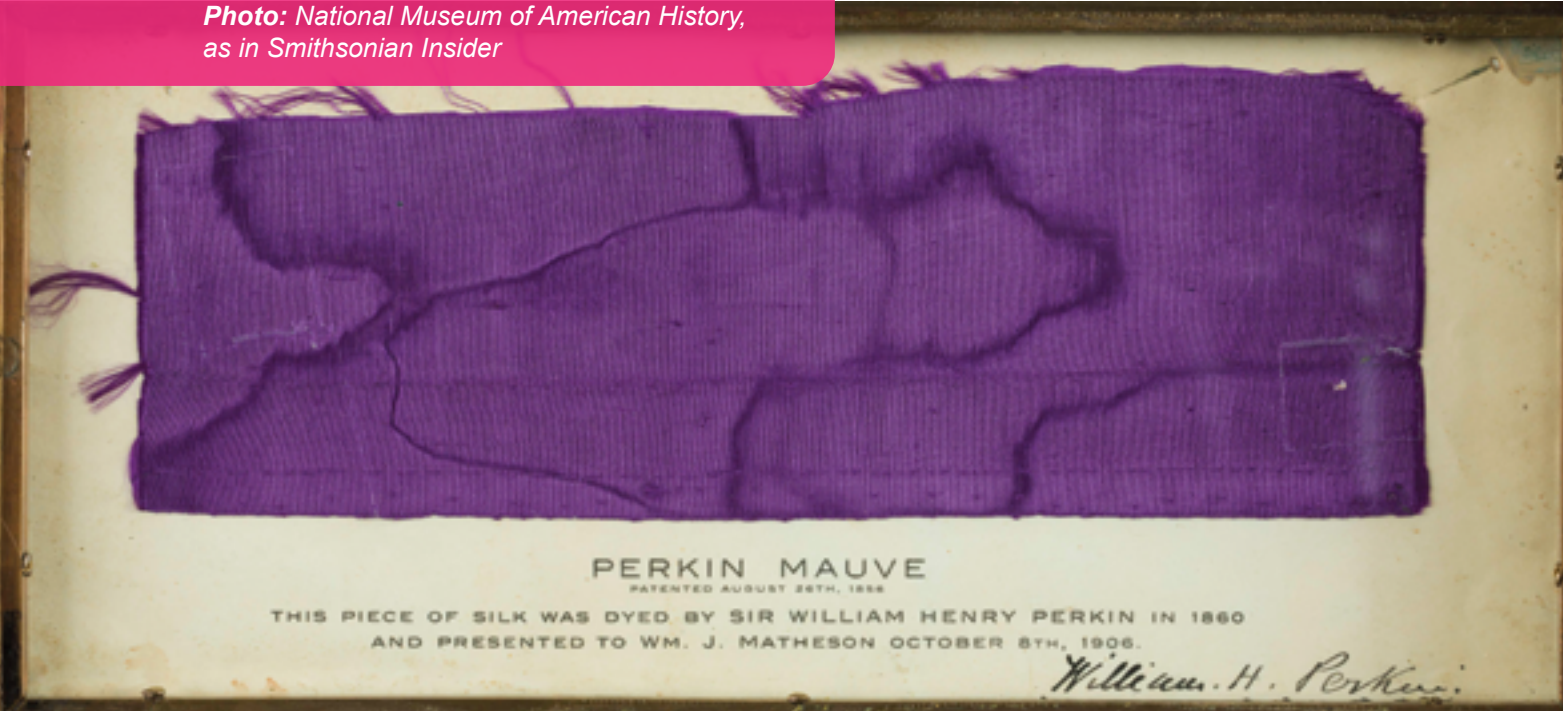 Photo: National Museum of American History,
as in Smithsonian Insider
PERKIN MAUVE
PATENTED AUGUST 26TH, 1856
THIS PIECE OF SILK WAS DYED BY SIR WILLIAM HENRY PERKIN IN 1860
AND PRESENTED TO WM. J. MATHESON OCTOBER 8TH, 1906.
William. H. Perkin.